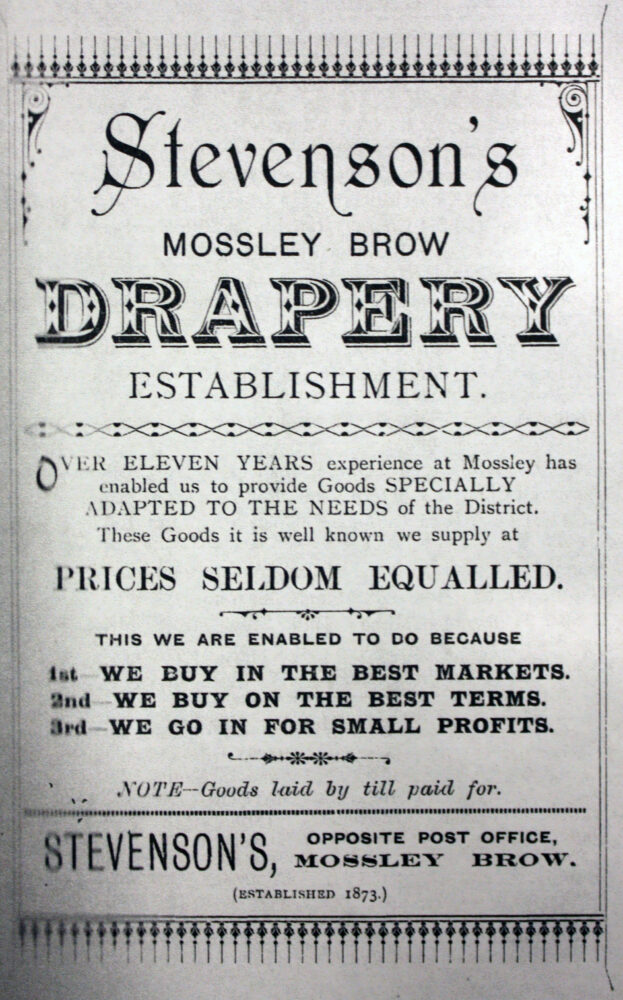 Stevenson's
MOSSLEY BROW
DRAPERY
ESTABLISHMENT.
OVER ELEVEN YEARS experience at Mossley has
enabled us to provide Goods SPECIALLY
ADAPTED TO THE NEEDS of the District.
These Goods it is well known we supply at
PRICES SELDOM EQUALLED.
THIS WE ARE ENABLED TO DO BECAUSE
1st WE BUY IN THE BEST MARKETS.
2nd WE BUY ON THE BEST TERMS.
3rd WE GO IN FOR SMALL PROFITS.
NOTE—Goods laid by till paid for.
STEVENSON'S, OPPOSITE POST OFFICE,
MOSSLEY BROW.
(ESTABLISHED 1873.)